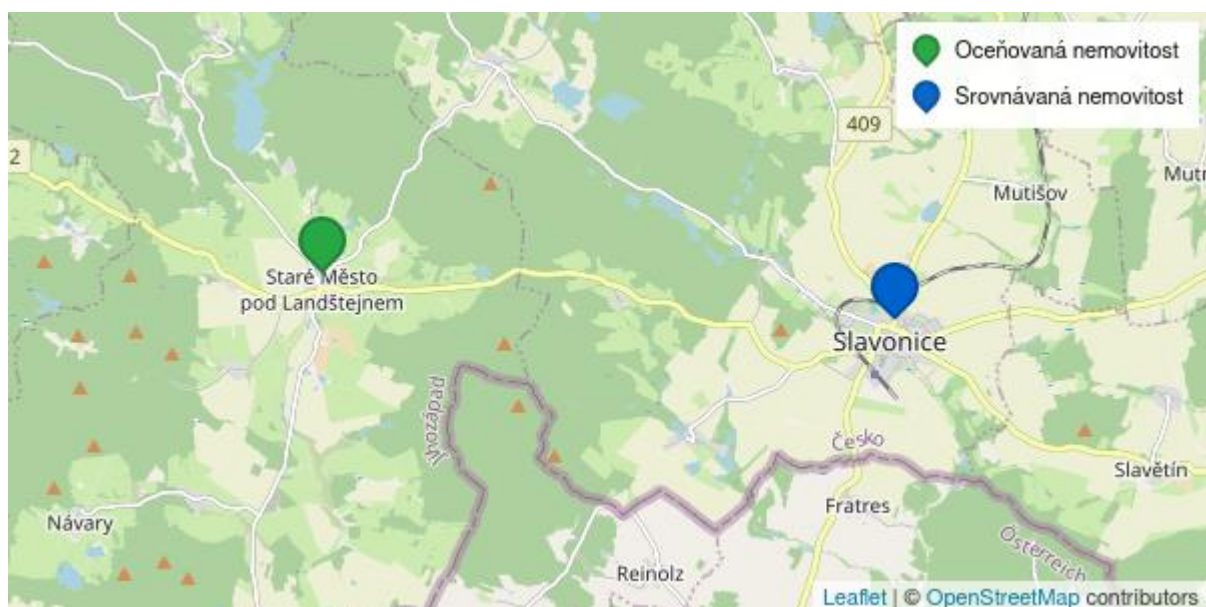 Oceňovaná nemovitost
Srovnávaná nemovitost
409
2
Mutišov
Staré Město
pod Landštejnem
Slavonice
Jihozápad
Česko
Slavětín
Návary
Fratres
Reinolz
Österreich
Leaflet | © OpenStreetMap contributors